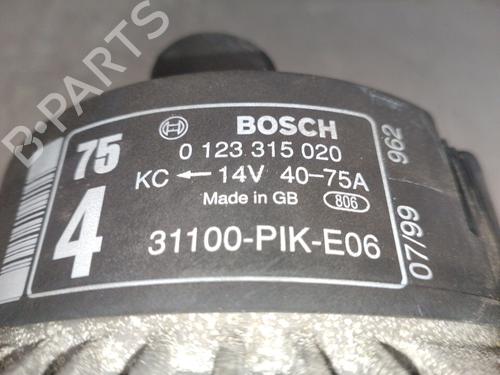 BOSCH
75
0 123 315 020
KC ← 14V 40-75A
Made in GB 806
4
31100-PIK-E06
07/99 962
B-PARTS